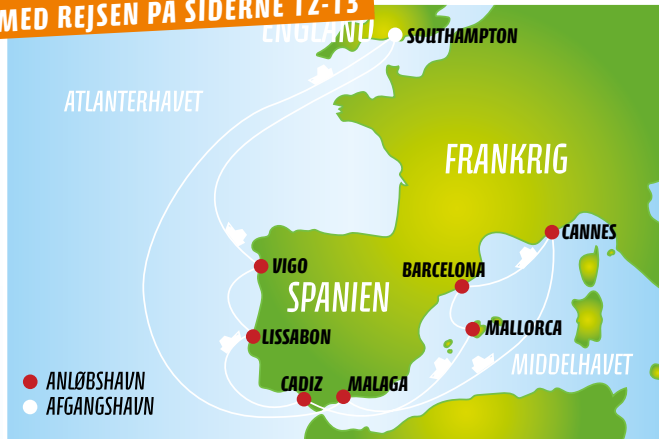 MED REJSEN PÅ SIDERNE 12-13
ENGLAND
SOUTHAMPTON
ATLANTERHAVET
FRANKRIG
CANNES
VIGO
BARCELONA
SPANIEN
MALLORCA
LISSABON
MIDDELHAVET
CADIZ
MALAGA
ANLØBSHAVN
AFGANGSHAVN